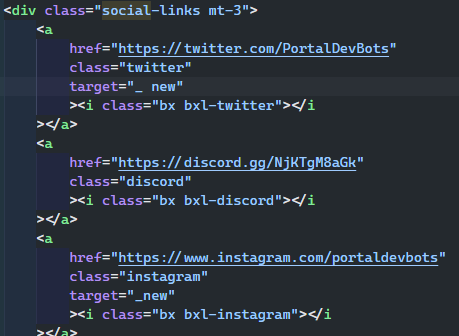 <div class="social-links mt-3">
<a
href="https://twitter.com/PortalDevBots"
class="twitter"
target="_ new"
><i class="bx bxl-twitter"></i
></a>
<a
href="https://discord.gg/NjKTgM8aGk"
class="discord"
><i class="bx bxl-discord"></i
></a>
<a
href="https://www.instagram.com/portaldevbots"
class="instagram"
target="_new"
><i class="bx bxl-instagram"></i
></a>